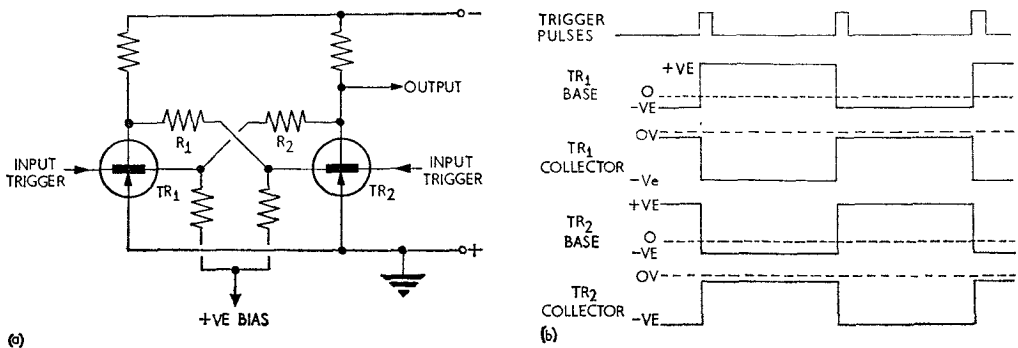 −
OUTPUT
R1
R2
INPUT
TRIGGER
TR1
TR2
INPUT
TRIGGER
+
+VE BIAS
(a)
TRIGGER
PULSES
TR1
BASE
+VE
O
−VE
TR1
COLLECTOR
OV
−Ve
TR2
BASE
+VE
O
−VE
TR2
COLLECTOR
OV
−VE
(b)